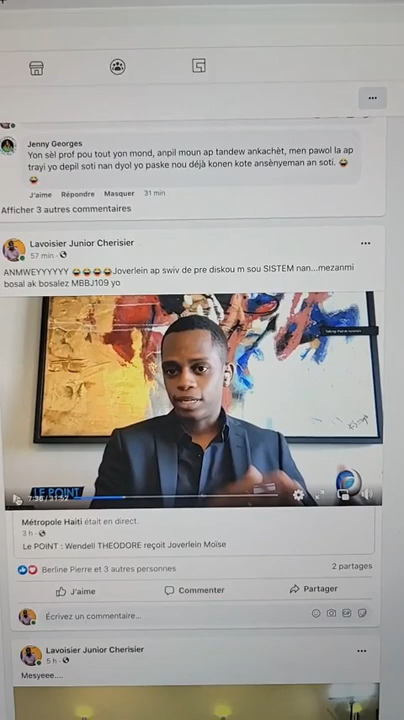 Jenny Georges
Yon sèl prof pou tout yon mond, anpil moun ap tandew ankachèt, men pawol la ap
trayi yo depil soti nan dyol yo paske nou déjà konen kote ansènyeman an soti. 😂
😂
J'aime Répondre Masquer 31 min
Afficher 3 autres commentaires
Lavoisier Junior Cherisier
57 min
ANMWEYYYYYY 😂😂😂😂Joverlein ap swiv de pre diskou m sou SISTEM nan...mezanmi
bosal ak bosalez MBBJ109 yo
LE POINT
Métropole Haiti était en direct.
3 h
Le POINT : Wendell THEODORE reçoit Joverlein Moïse
Berline Pierre et 3 autres personnes 2 partages
J'aime Commenter Partager
Écrivez un commentaire...
Lavoisier Junior Cherisier
5 h
Mesyeee....